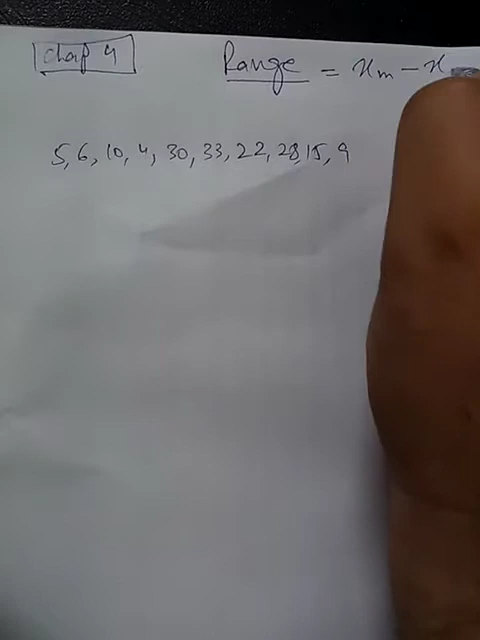 Chap 4
Range = xm - x
5, 6, 10, 4, 30, 33, 22, 28, 15, 9